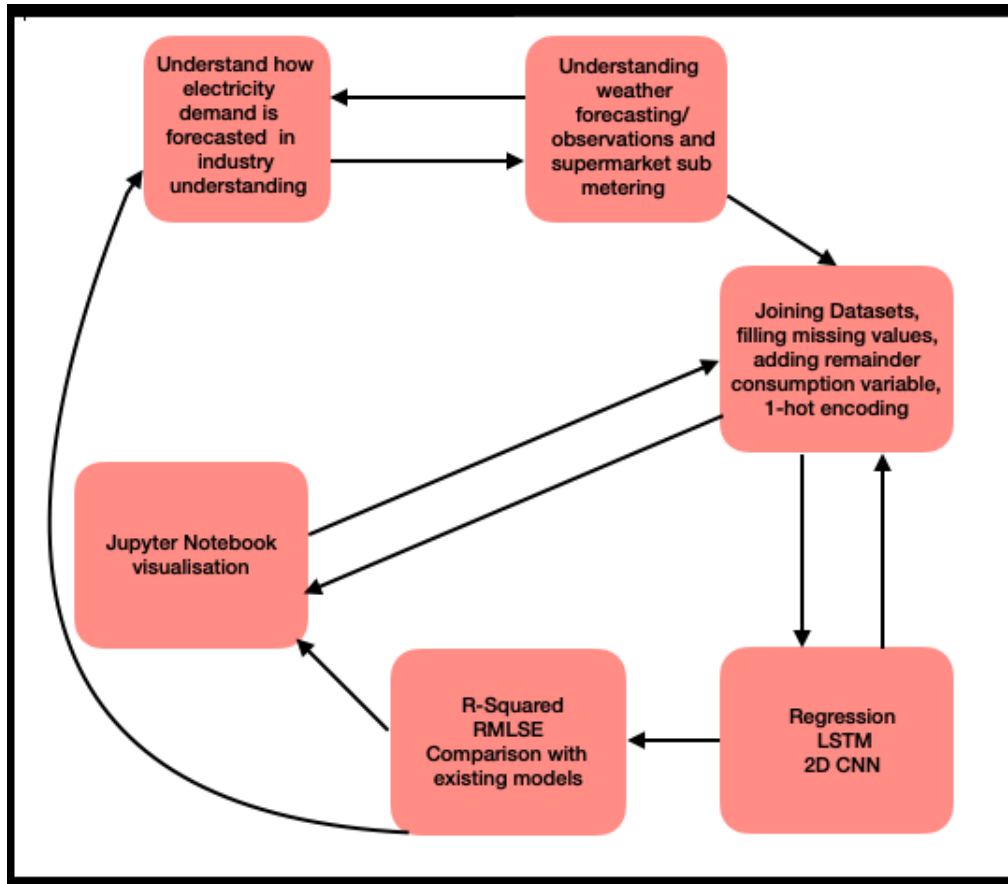 Understand how
electricity
demand is
forecasted in
industry
understanding
Understanding
weather
forecasting/
observations and
supermarket sub
metering
Joining Datasets,
filling missing values,
adding remainder
consumption variable,
1-hot encoding
Jupyter Notebook
visualisation
R-Squared
RMLSE
Comparison with
existing models
Regression
LSTM
2D CNN